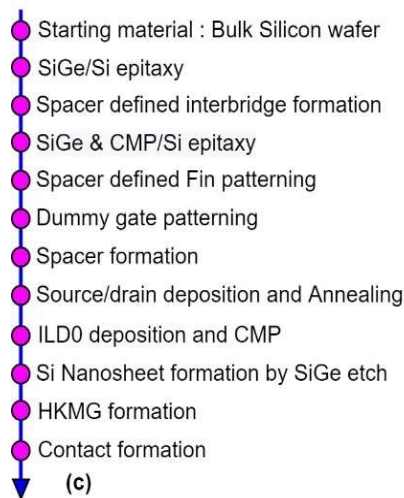 Starting material : Bulk Silicon wafer
SiGe/Si epitaxy
Spacer defined interbridge formation
SiGe & CMP/Si epitaxy
Spacer defined Fin patterning
Dummy gate patterning
Spacer formation
Source/drain deposition and Annealing
ILD0 deposition and CMP
Si Nanosheet formation by SiGe etch
HKMG formation
Contact formation
(c)